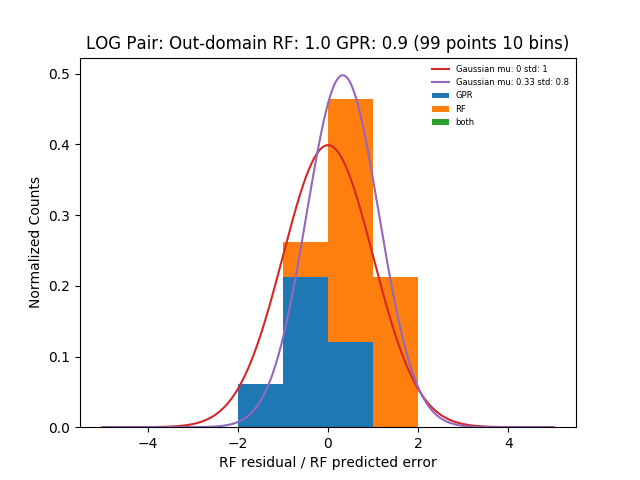 LOG Pair: Out-domain RF: 1.0 GPR: 0.9 (99 points 10 bins)
Gaussian mu: 0 std: 1
Gaussian mu: 0.33 std: 0.8
GPR
RF
both
Normalized Counts
0.5
0.4
0.3
0.2
0.1
0.0
−4 −2 0 2 4
RF residual / RF predicted error